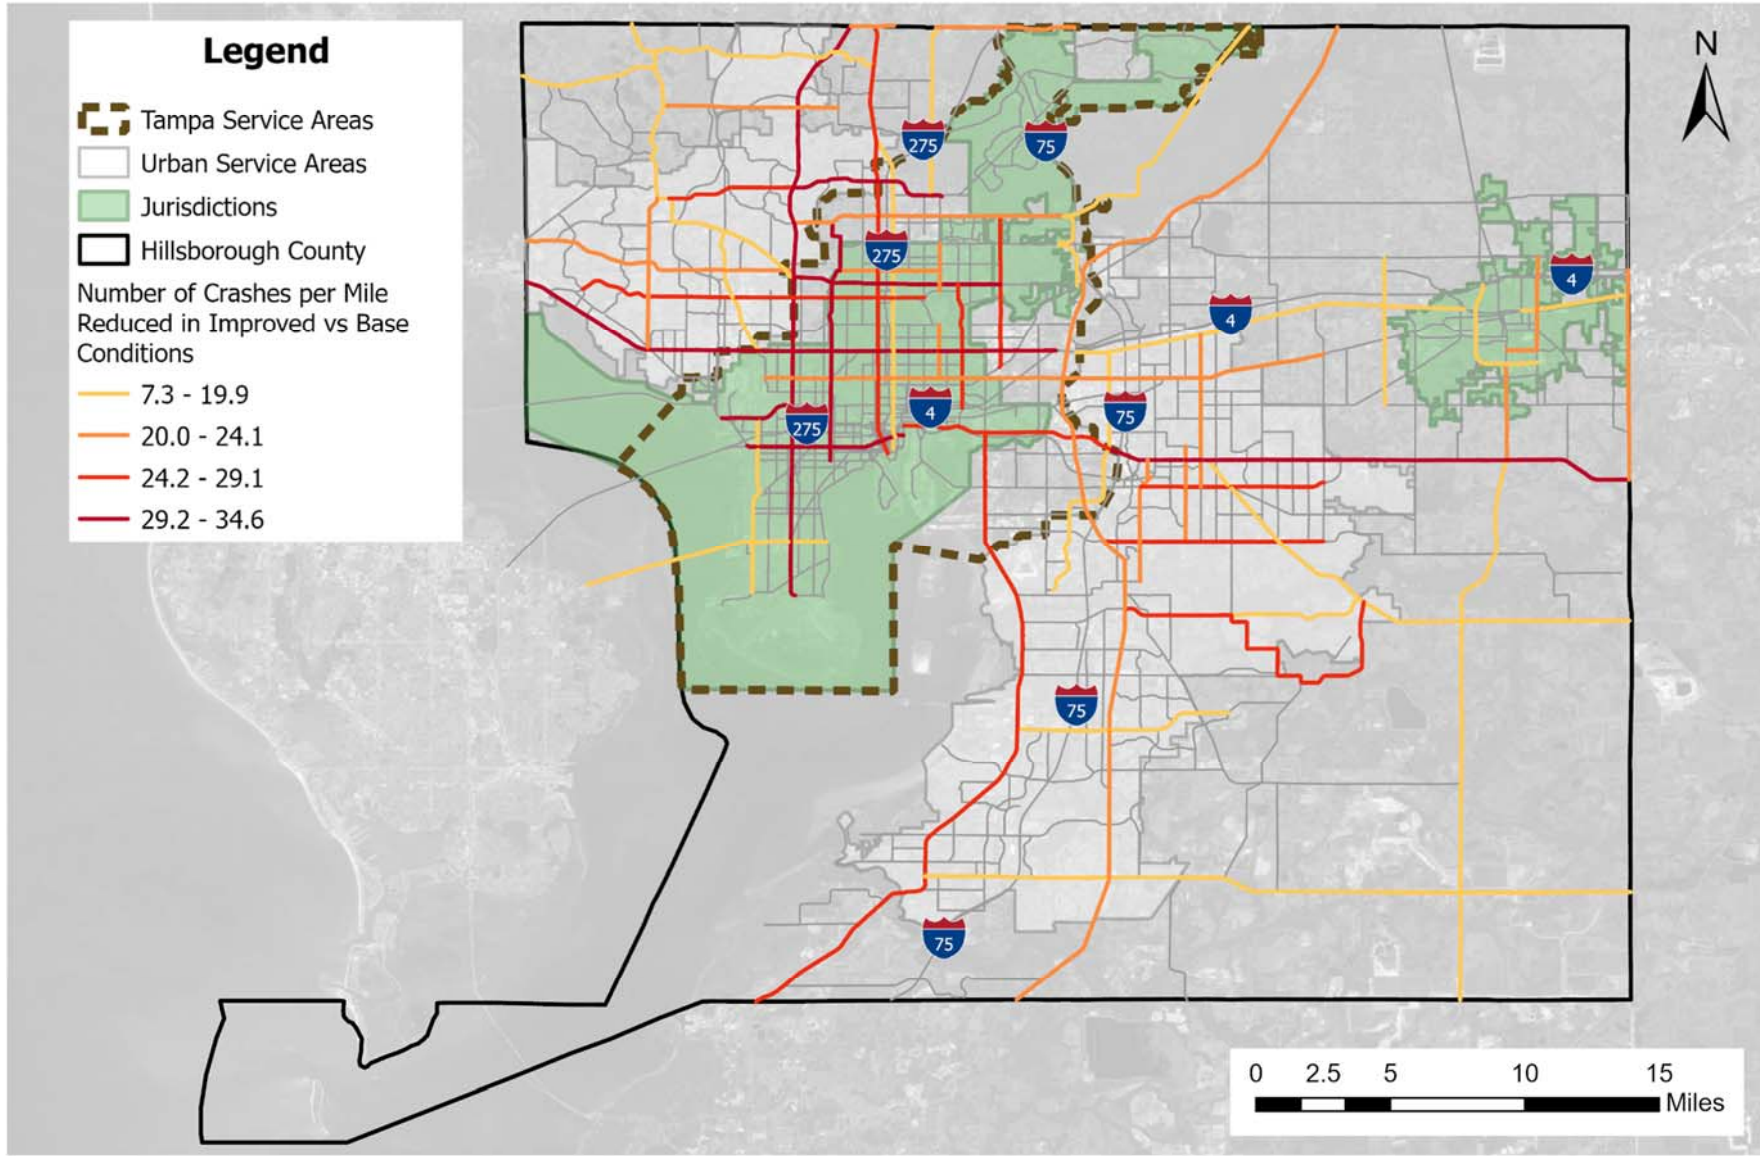 Legend
Tampa Service Areas
Urban Service Areas
Jurisdictions
Hillsborough County
Number of Crashes per Mile
Reduced in Improved vs Base
Conditions
7.3 - 19.9
20.0 - 24.1
24.2 - 29.1
29.2 - 34.6
N
275
75
275
4
4
275
4
75
75
75
0 2.5 5 10 15
Miles